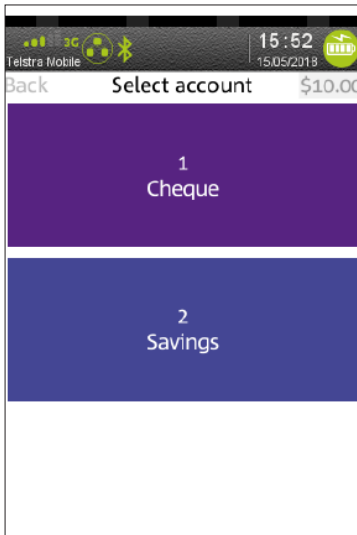 3G 15:52
Telstra Mobile 15/05/2018
Back Select account $10.00
1
Cheque
2
Savings